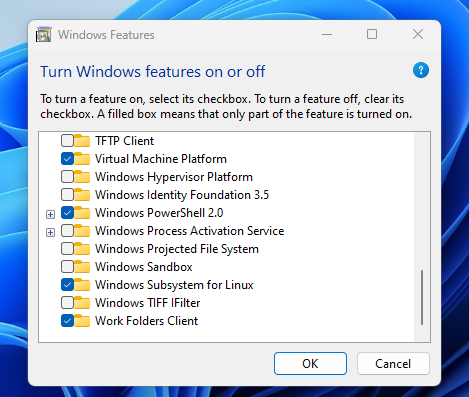 Windows Features
Turn Windows features on or off
?
To turn a feature on, select its checkbox. To turn a feature off, clear its
checkbox. A filled box means that only part of the feature is turned on.
TFTP Client
Virtual Machine Platform
Windows Hypervisor Platform
Windows Identity Foundation 3.5
Windows PowerShell 2.0
Windows Process Activation Service
Windows Projected File System
Windows Sandbox
Windows Subsystem for Linux
Windows TIFF IFilter
Work Folders Client
OK
Cancel